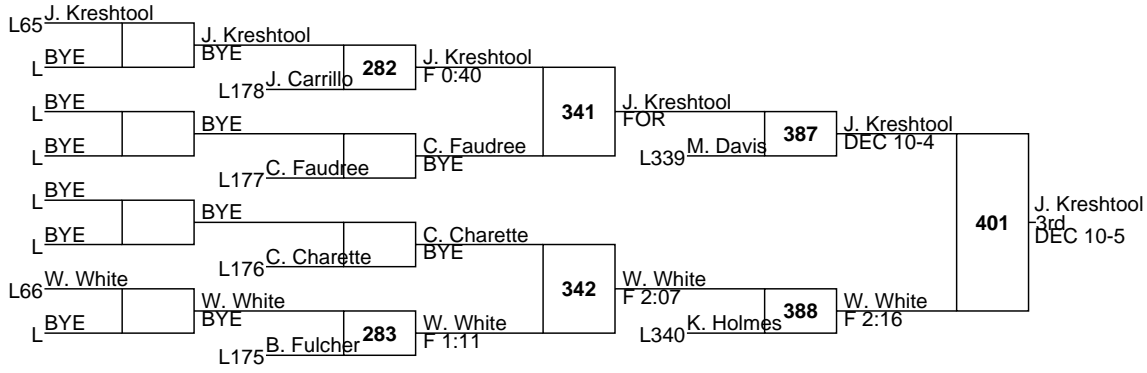 J. Kreshtool
L65
BYE
L
J. Kreshtool
BYE
J. Carrillo
L178
282
J. Kreshtool
F 0:40
BYE
L
BYE
L
BYE
C. Faudree
L177
C. Faudree
BYE
341
J. Kreshtool
FOR
M. Davis
L339
387
J. Kreshtool
DEC 10-4
BYE
L
BYE
L
BYE
C. Charette
L176
C. Charette
BYE
W. White
L66
BYE
L
W. White
BYE
B. Fulcher
L175
283
W. White
F 1:11
342
W. White
F 2:07
K. Holmes
L340
388
W. White
F 2:16
401
J. Kreshtool
3rd
DEC 10-5